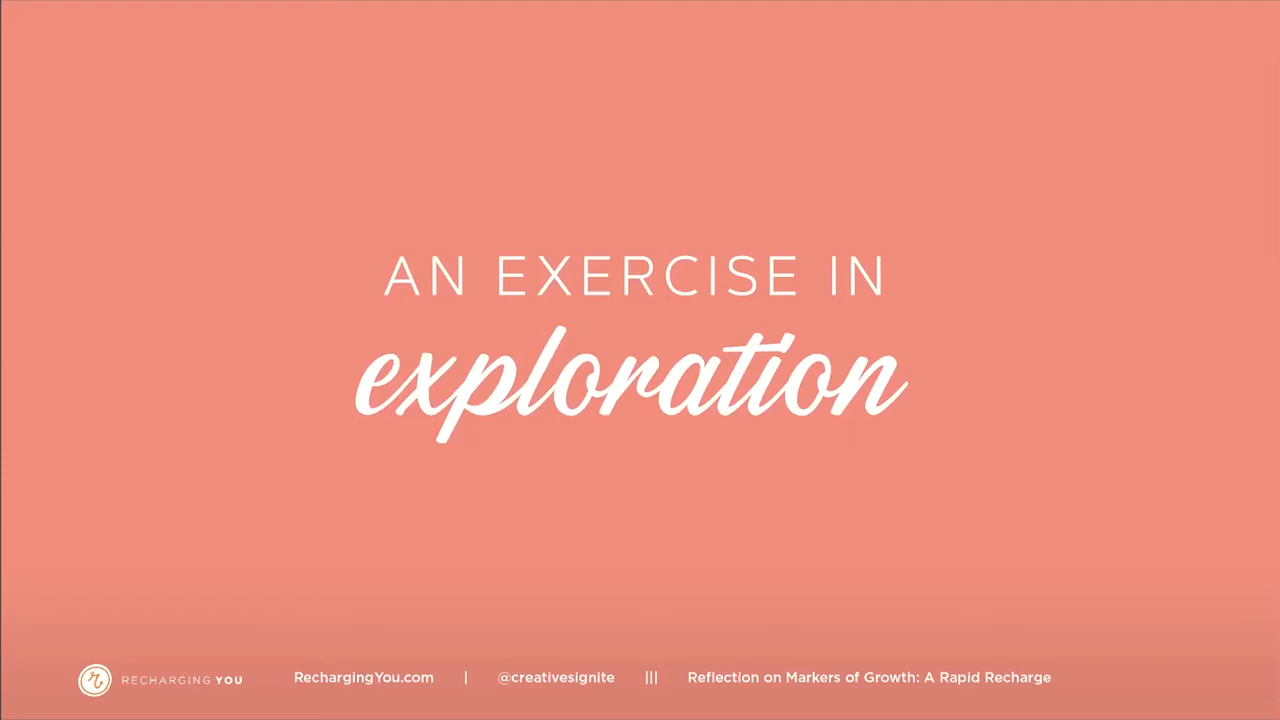 AN EXERCISE IN
exploration
r RECHARGING YOU RechargingYou.com | @creativesignite ||| Reflection on Markers of Growth: A Rapid Recharge